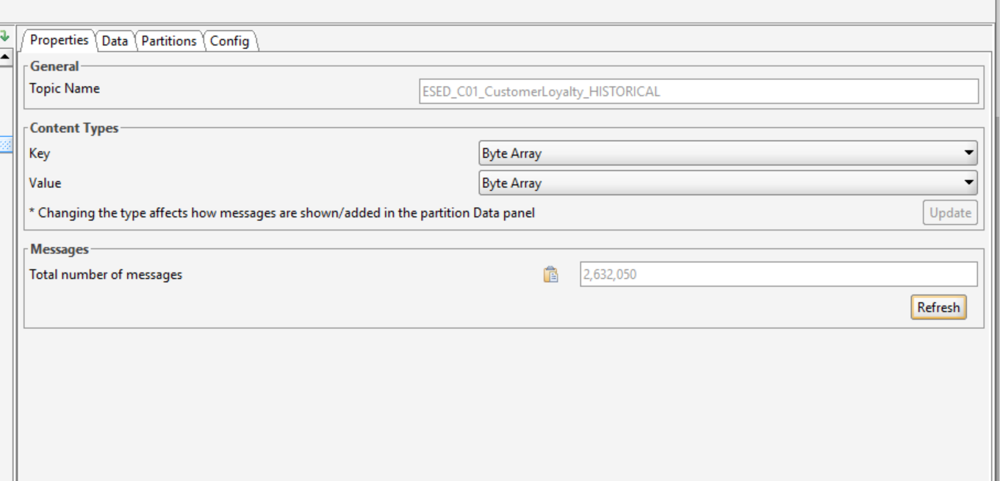 Properties Data Partitions Config
General
Topic Name ESED_C01_CustomerLoyalty_HISTORICAL
Content Types
Key Byte Array
Value Byte Array
* Changing the type affects how messages are shown/added in the partition Data panel Update
Messages
Total number of messages 2,632,050
Refresh